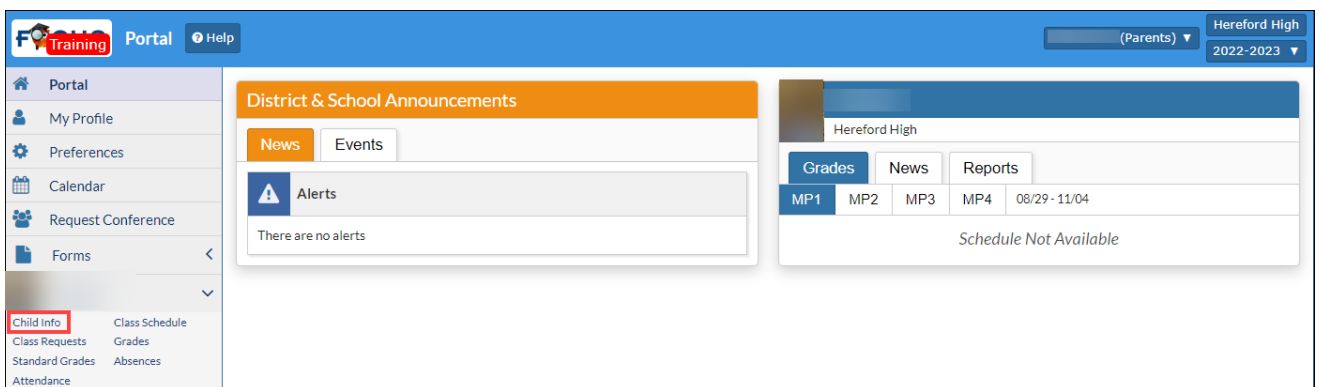 FOCUS
Training
Portal
Help
(Parents) ▼
Hereford High
2022-2023 ▼
Portal
My Profile
Preferences
Calendar
Request Conference
Forms
Child Info
Class Schedule
Class Requests
Grades
Standard Grades
Absences
Attendance
District & School Announcements
News
Events
Alerts
There are no alerts
Hereford High
Grades
News
Reports
MP1
MP2
MP3
MP4
08/29 - 11/04
Schedule Not Available